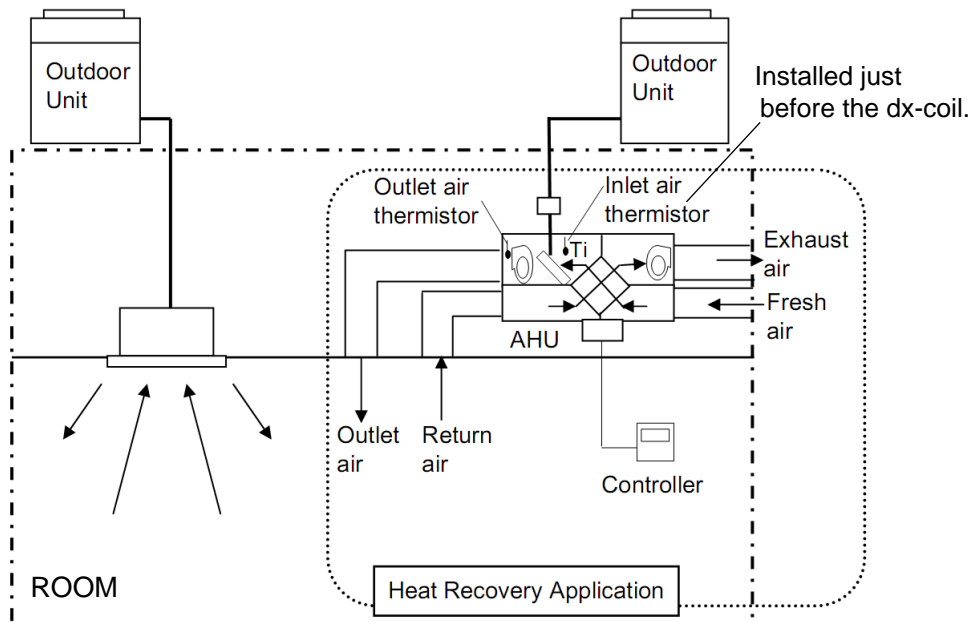 Outdoor
Unit
Outdoor
Unit
Installed just
before the dx-coil.
Outlet air
thermistor
Inlet air
thermistor
Ti
Exhaust
air
Fresh
air
AHU
Outlet
air
Return
air
Controller
ROOM
Heat Recovery Application